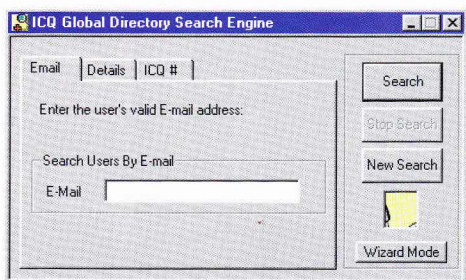 ICQ Global Directory Search Engine
Email
Details
ICQ #
Enter the user's valid E-mail address:
Search Users By E-mail
E-Mail
Search
Stop Search
New Search
Wizard Mode